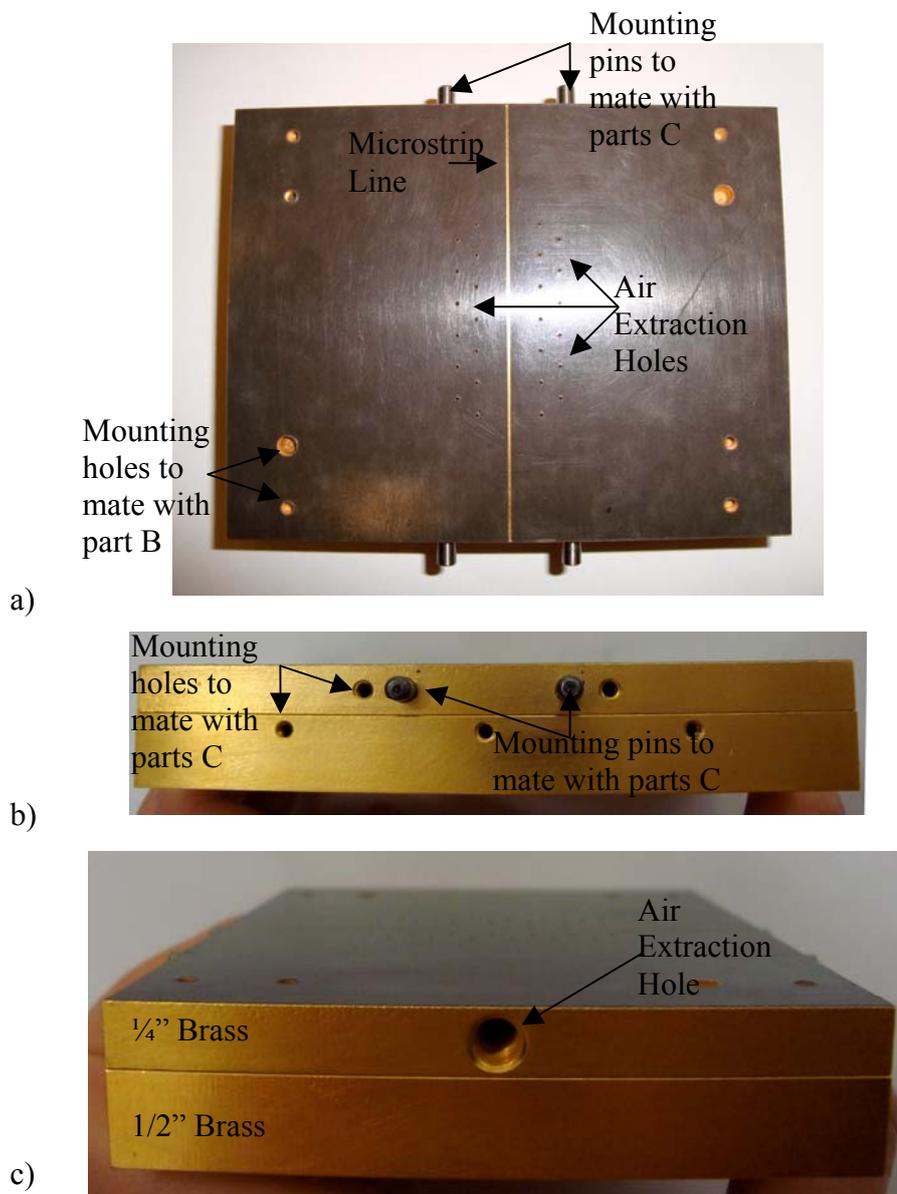 Mounting
pins to
mate with
parts C
Microstrip
Line
Air
Extraction
Holes
Mounting
holes to
mate with
part B
a)
Mounting
holes to
mate with
parts C
Mounting pins to
mate with parts C
b)
Air
Extraction
Hole
¼” Brass
1/2” Brass
c)